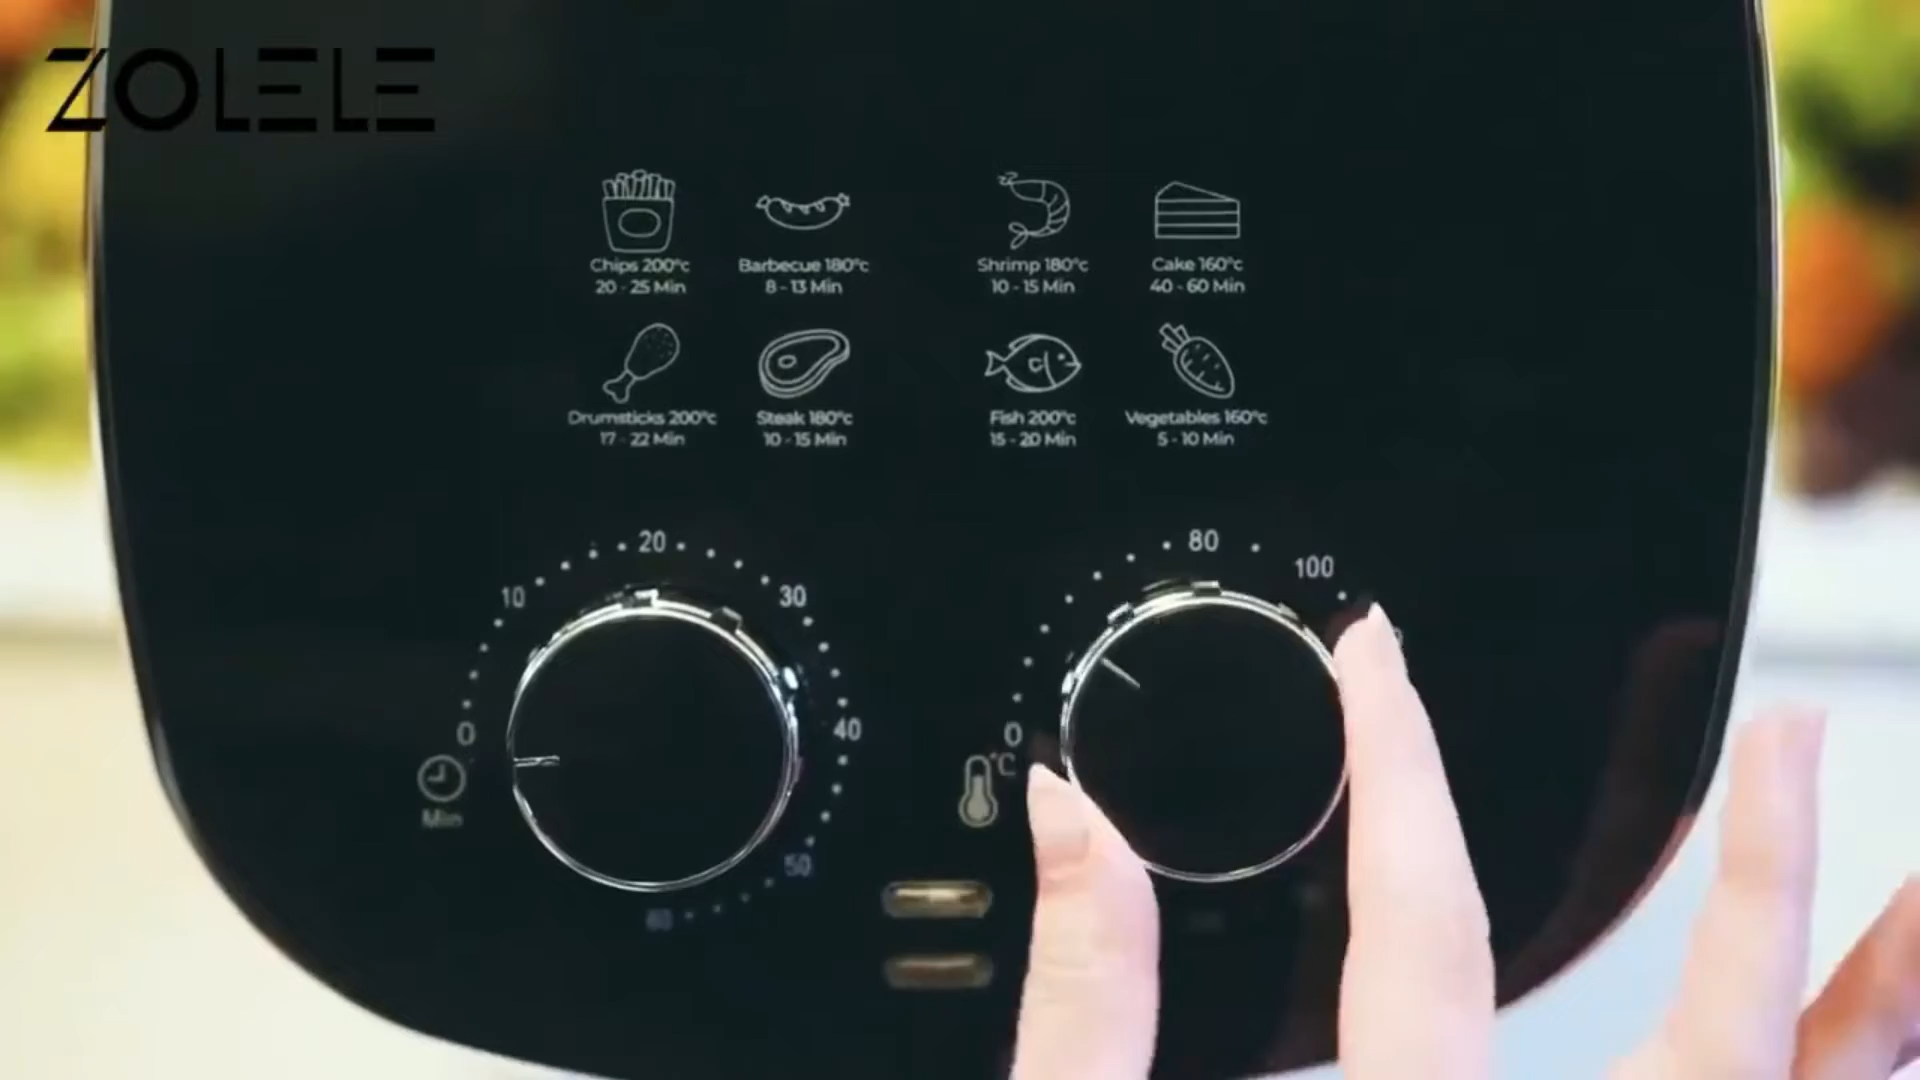 ZOLELE
Chips 200°c
20 - 25 Min
Barbecue 180°c
8 - 13 Min
Shrimp 180°c
10 - 15 Min
Cake 160°c
40 - 60 Min
Drumsticks 200°c
17 - 22 Min
Steak 180°c
10 - 15 Min
Fish 200°c
15 - 20 Min
Vegetables 160°c
5 - 10 Min
0
10
20
30
40
50
60
Min
0
80
100
°C